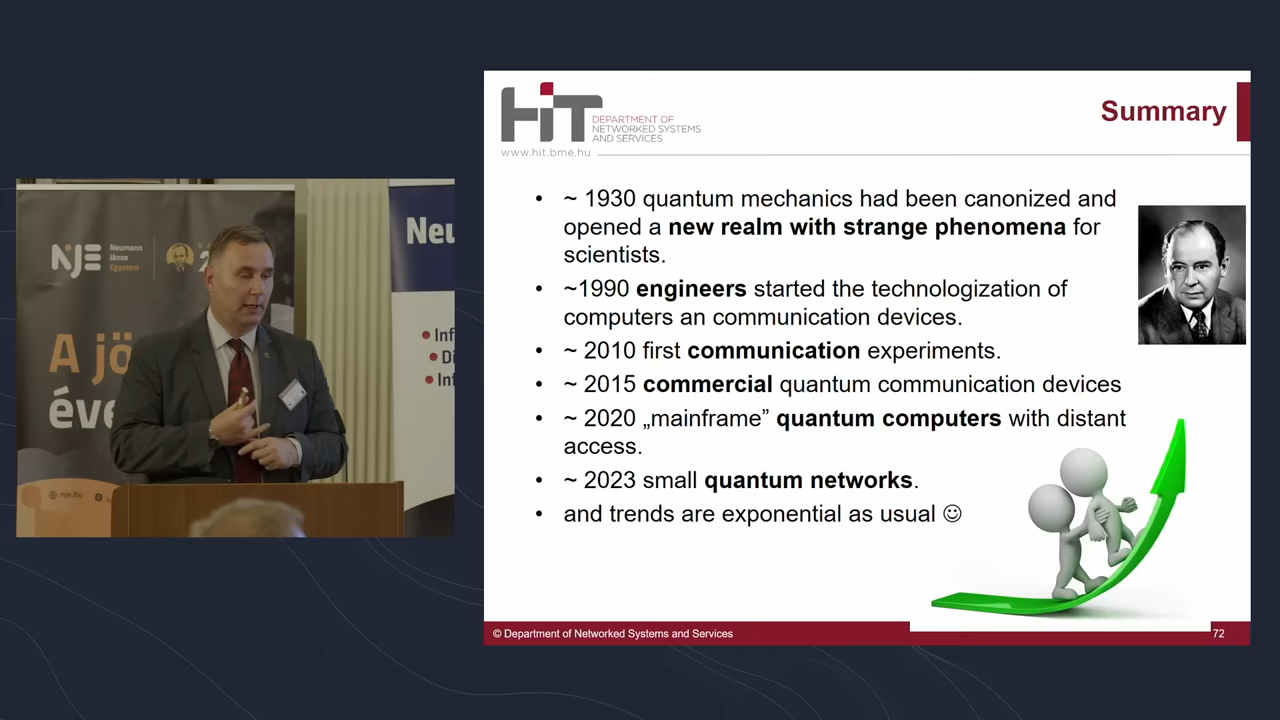 NJE
Neumann
János
Egyetem
Neu
A jö
éve
Inf
Di
Inf
nje.hu
HIT
DEPARTMENT OF
NETWORKED SYSTEMS
AND SERVICES
www.hit.bme.hu
Summary
• ~ 1930 quantum mechanics had been canonized and
opened a new realm with strange phenomena for
scientists.
• ~1990 engineers started the technologization of
computers an communication devices.
• ~ 2010 first communication experiments.
• ~ 2015 commercial quantum communication devices
• ~ 2020 „mainframe” quantum computers with distant
access.
• ~ 2023 small quantum networks.
• and trends are exponential as usual ☺
© Department of Networked Systems and Services
72